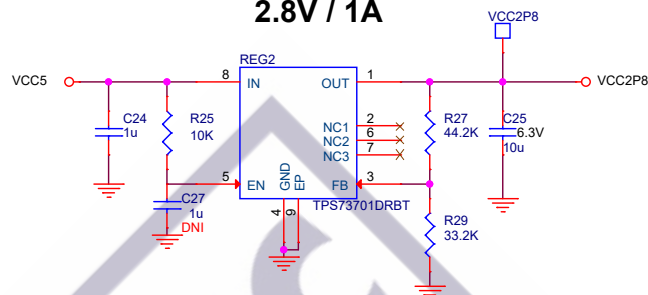 2.8V / 1A
VCC2P8
REG2
VCC5
8
IN
OUT
1
VCC2P8
C24
1u
R25
10K
NC1
2
NC2
6
NC3
7
R27
44.2K
C25
6.3V
10u
5
EN
GND
EP
FB
3
C27
1u
DNI
4
9
TPS73701DRBT
R29
33.2K